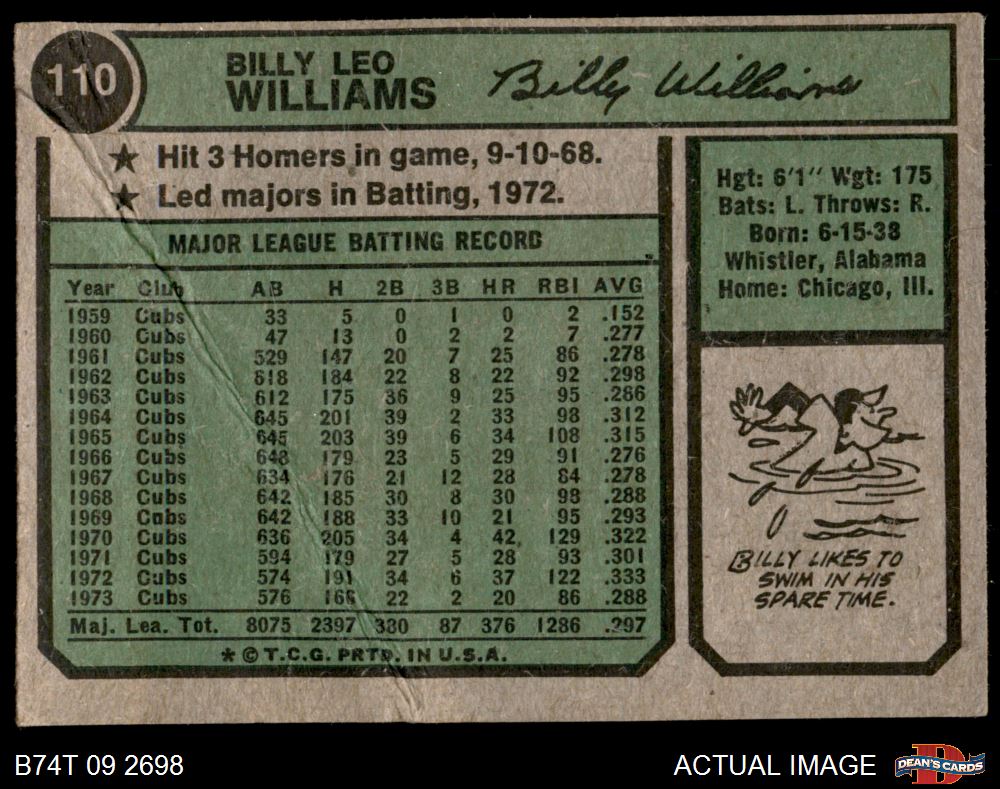 110
BILLY LEO
WILLIAMS
Billy Williams
★ Hit 3 Homers in game, 9-10-68.
★ Led majors in Batting, 1972.
MAJOR LEAGUE BATTING RECORD
Year Club AB H 2B 3B HR RBI AVG
1959 Cubs 33 5 0 1 0 2 .152
1960 Cubs 47 13 0 2 2 7 .277
1961 Cubs 529 147 20 7 25 86 .278
1962 Cubs 618 184 22 8 22 92 .298
1963 Cubs 612 175 36 9 25 95 .286
1964 Cubs 645 201 39 2 33 98 .312
1965 Cubs 645 203 39 6 34 108 .315
1966 Cubs 648 179 23 5 29 91 .276
1967 Cubs 634 176 21 12 28 84 .278
1968 Cubs 642 185 30 8 30 98 .288
1969 Cubs 642 188 33 10 21 95 .293
1970 Cubs 636 205 34 4 42 129 .322
1971 Cubs 594 179 27 5 28 93 .301
1972 Cubs 574 191 34 6 37 122 .333
1973 Cubs 576 166 22 2 20 86 .288
Maj. Lea. Tot. 8075 2397 380 87 376 1286 .297
* © T.C.G. PRTD. IN U.S.A.
Hgt: 6'1" Wgt: 175
Bats: L. Throws: R.
Born: 6-15-38
Whistler, Alabama
Home: Chicago, Ill.
BILLY LIKES TO
SWIM IN HIS
SPARE TIME.
B74T 09 2698
ACTUAL IMAGE
D
DEAN'S CARDS